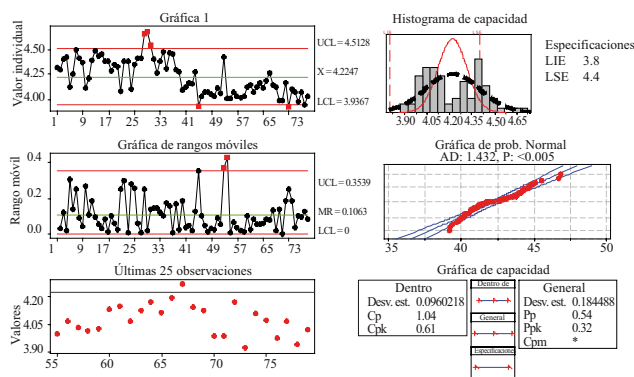 Gráfica 1
Valor individual
4.50
4.25
4.00
1 9 17 25 33 41 49 57 65 73
UCL=4.5128
X=4.2247
LCL=3.9367
Histograma de capacidad
3.90 4.05 4.20 4.35 4.50 4.65
Especificaciones
LIE 3.8
LSE 4.4
Gráfica de rangos móviles
Rango móvil
0.4
0.2
0.0
1 9 17 25 33 41 49 57 65 73
UCL=0.3539
MR=0.1063
LCL=0
Gráfica de prob. Normal
AD: 1.432, P: <0.005
35 40 45 50
Últimas 25 observaciones
Valores
4.20
4.05
3.90
55 60 65 70 75
Gráfica de capacidad
Dentro
Desv. est. 0.0960218
Cp 1.04
Cpk 0.61
Dentro de
General
Especificaciones
General
Desv. est. 0.184488
Pp 0.54
Ppk 0.32
Cpm *